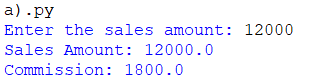 a).py
Enter the sales amount: 12000
Sales Amount: 12000.0
Commission: 1800.0